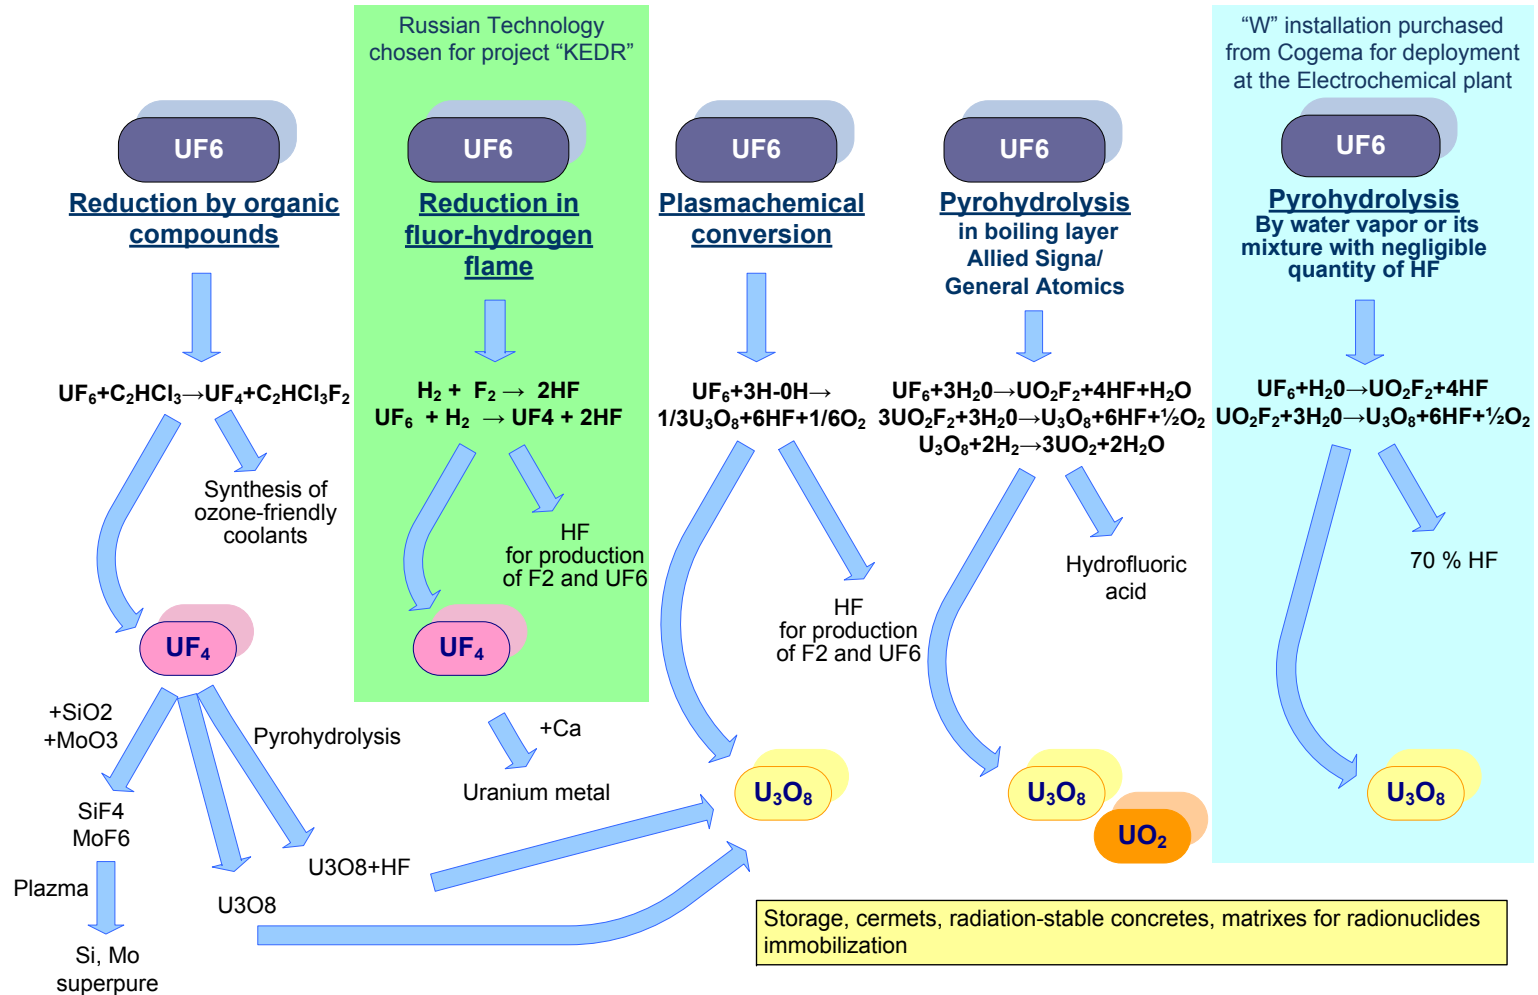 Russian Technology
chosen for project “KEDR”
“W” installation purchased
from Cogema for deployment
at the Electrochemical plant
UF6
Reduction by organic
compounds
UF₆+C₂HCl₃→UF₄+C₂HCl₃F₂
Synthesis of
ozone-friendly
coolants
UF₄
+SiO2
+MoO3
Pyrohydrolysis
SiF4
MoF6
Plazma
Si, Mo
superpure
U3O8
U3O8+HF
UF6
Reduction in
fluor-hydrogen
flame
H₂ + F₂ → 2HF
UF₆ + H₂ → UF4 + 2HF
HF
for production
of F2 and UF6
UF₄
+Ca
Uranium metal
UF6
Plasmachemical
conversion
UF₆+3H-0H→
1/3U₃O₈+6HF+1/6O₂
HF
for production
of F2 and UF6
U₃O₈
UF6
Pyrohydrolysis
in boiling layer
Allied Signa/
General Atomics
UF₆+3H₂0→UO₂F₂+4HF+H₂O
3UO₂F₂+3H₂0→U₃O₈+6HF+½O₂
U₃O₈+2H₂→3UO₂+2H₂O
Hydrofluoric
acid
U₃O₈
UO₂
UF6
Pyrohydrolysis
By water vapor or its
mixture with negligible
quantity of HF
UF₆+H₂0→UO₂F₂+4HF
UO₂F₂+3H₂0→U₃O₈+6HF+½O₂
70 % HF
U₃O₈
Storage, cermets, radiation-stable concretes, matrixes for radionuclides
immobilization